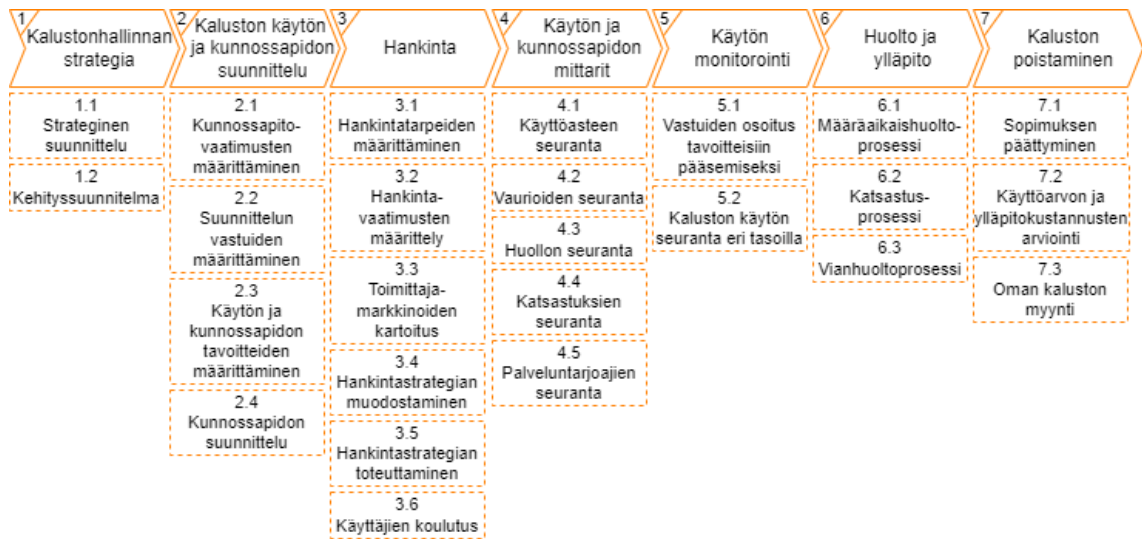 1
Kalustonhallinnan
strategia
1.1
Strateginen
suunnittelu
1.2
Kehityssuunnitelma
2
Kaluston käytön
ja kunnossapidon
suunnittelu
2.1
Kunnossapito-
vaatimusten
määrittäminen
2.2
Suunnittelun
vastuiden
määrittäminen
2.3
Käytön ja
kunnossapidon
tavoitteiden
määrittäminen
2.4
Kunnossapidon
suunnittelu
3
Hankinta
3.1
Hankintatarpeiden
määrittäminen
3.2
Hankinta-
vaatimusten
määrittely
3.3
Toimittaja-
markkinoiden
kartoitus
3.4
Hankintastrategian
muodostaminen
3.5
Hankintastrategian
toteuttaminen
3.6
Käyttäjien koulutus
4
Käytön ja
kunnossapidon
mittarit
4.1
Käyttöasteen
seuranta
4.2
Vaurioiden seuranta
4.3
Huollon seuranta
4.4
Katsastuksien
seuranta
4.5
Palveluntarjoajien
seuranta
5
Käytön
monitorointi
5.1
Vastuiden osoitus
tavoitteisiin
pääsemiseksi
5.2
Kaluston käytön
seuranta eri tasoilla
6
Huolto ja
ylläpito
6.1
Määräaikaishuolto-
prosessi
6.2
Katsastus-
prosessi
6.3
Vianhuoltoprosessi
7
Kaluston
poistaminen
7.1
Sopimuksen
päättyminen
7.2
Käyttöarvon ja
ylläpitokustannusten
arviointi
7.3
Oman kaluston
myynti